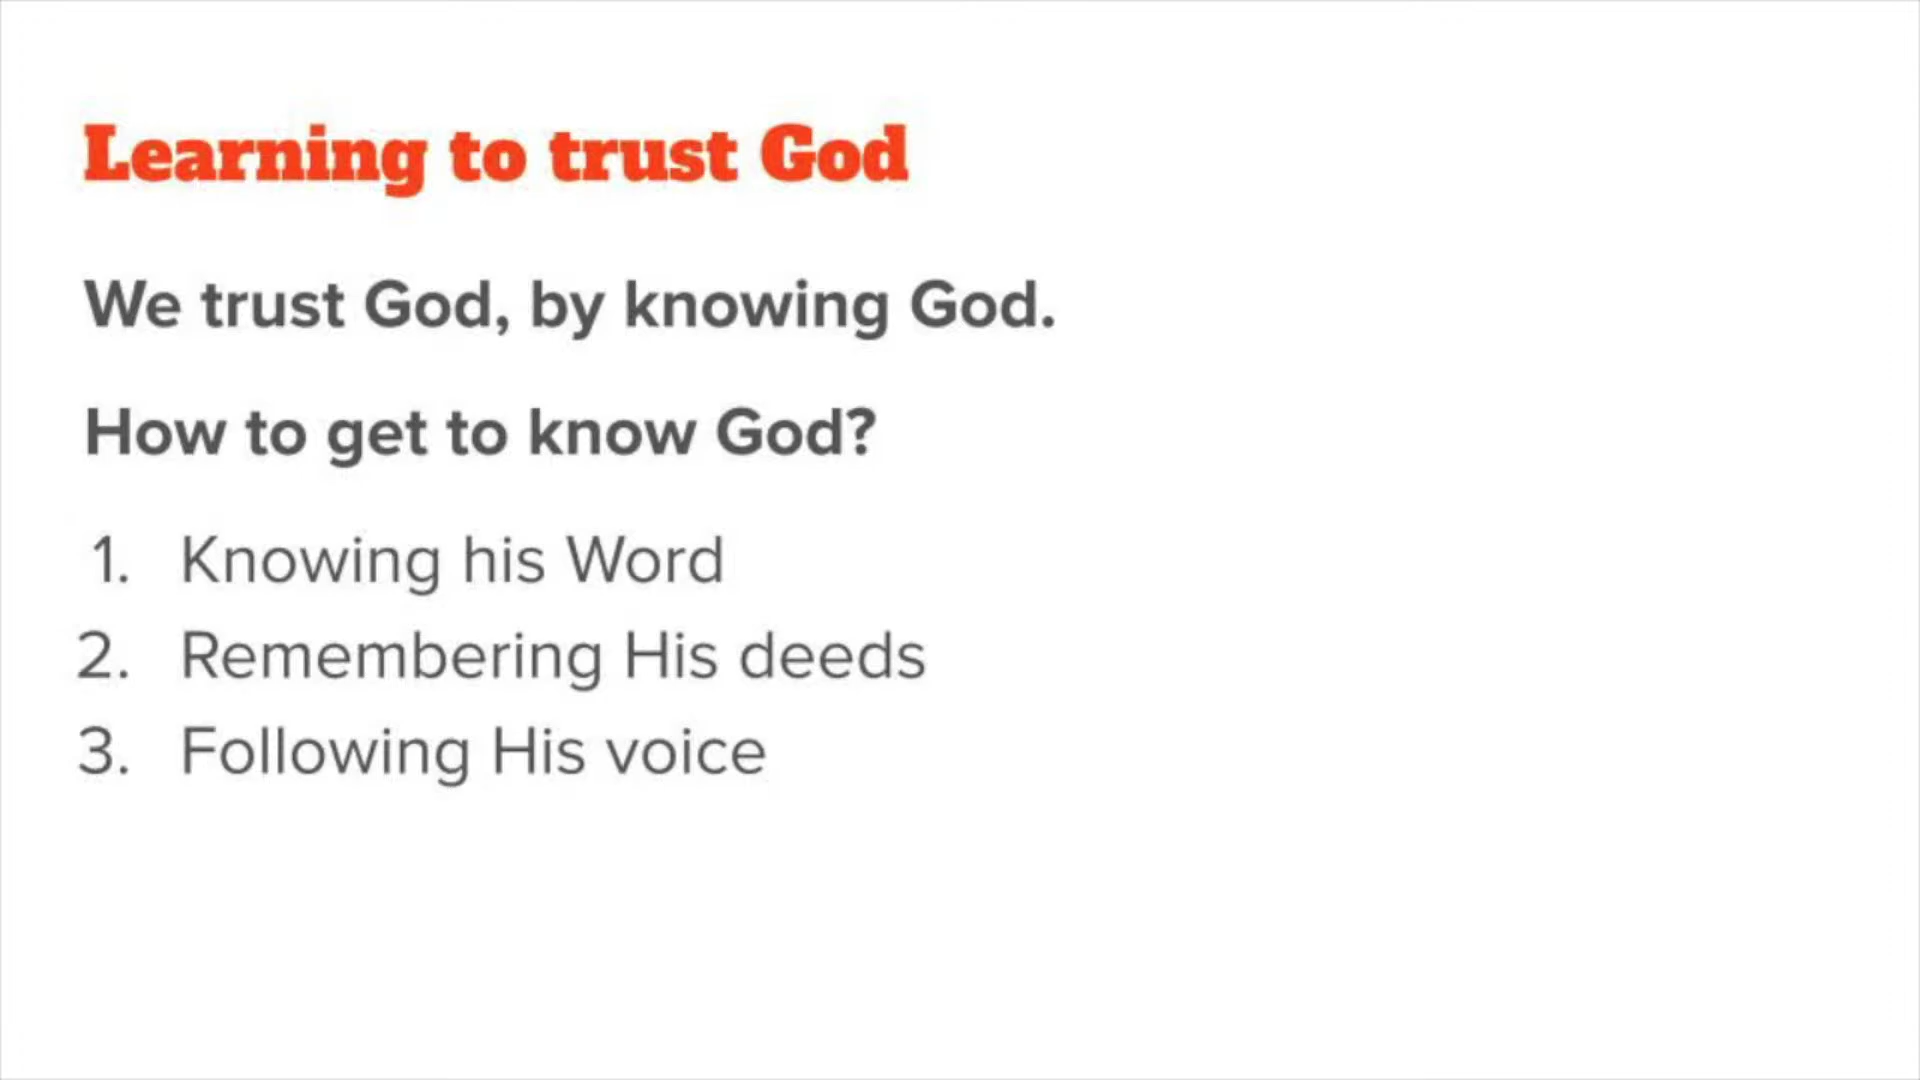 Learning to trust God
We trust God, by knowing God.
How to get to know God?
1. Knowing his Word
2. Remembering His deeds
3. Following His voice